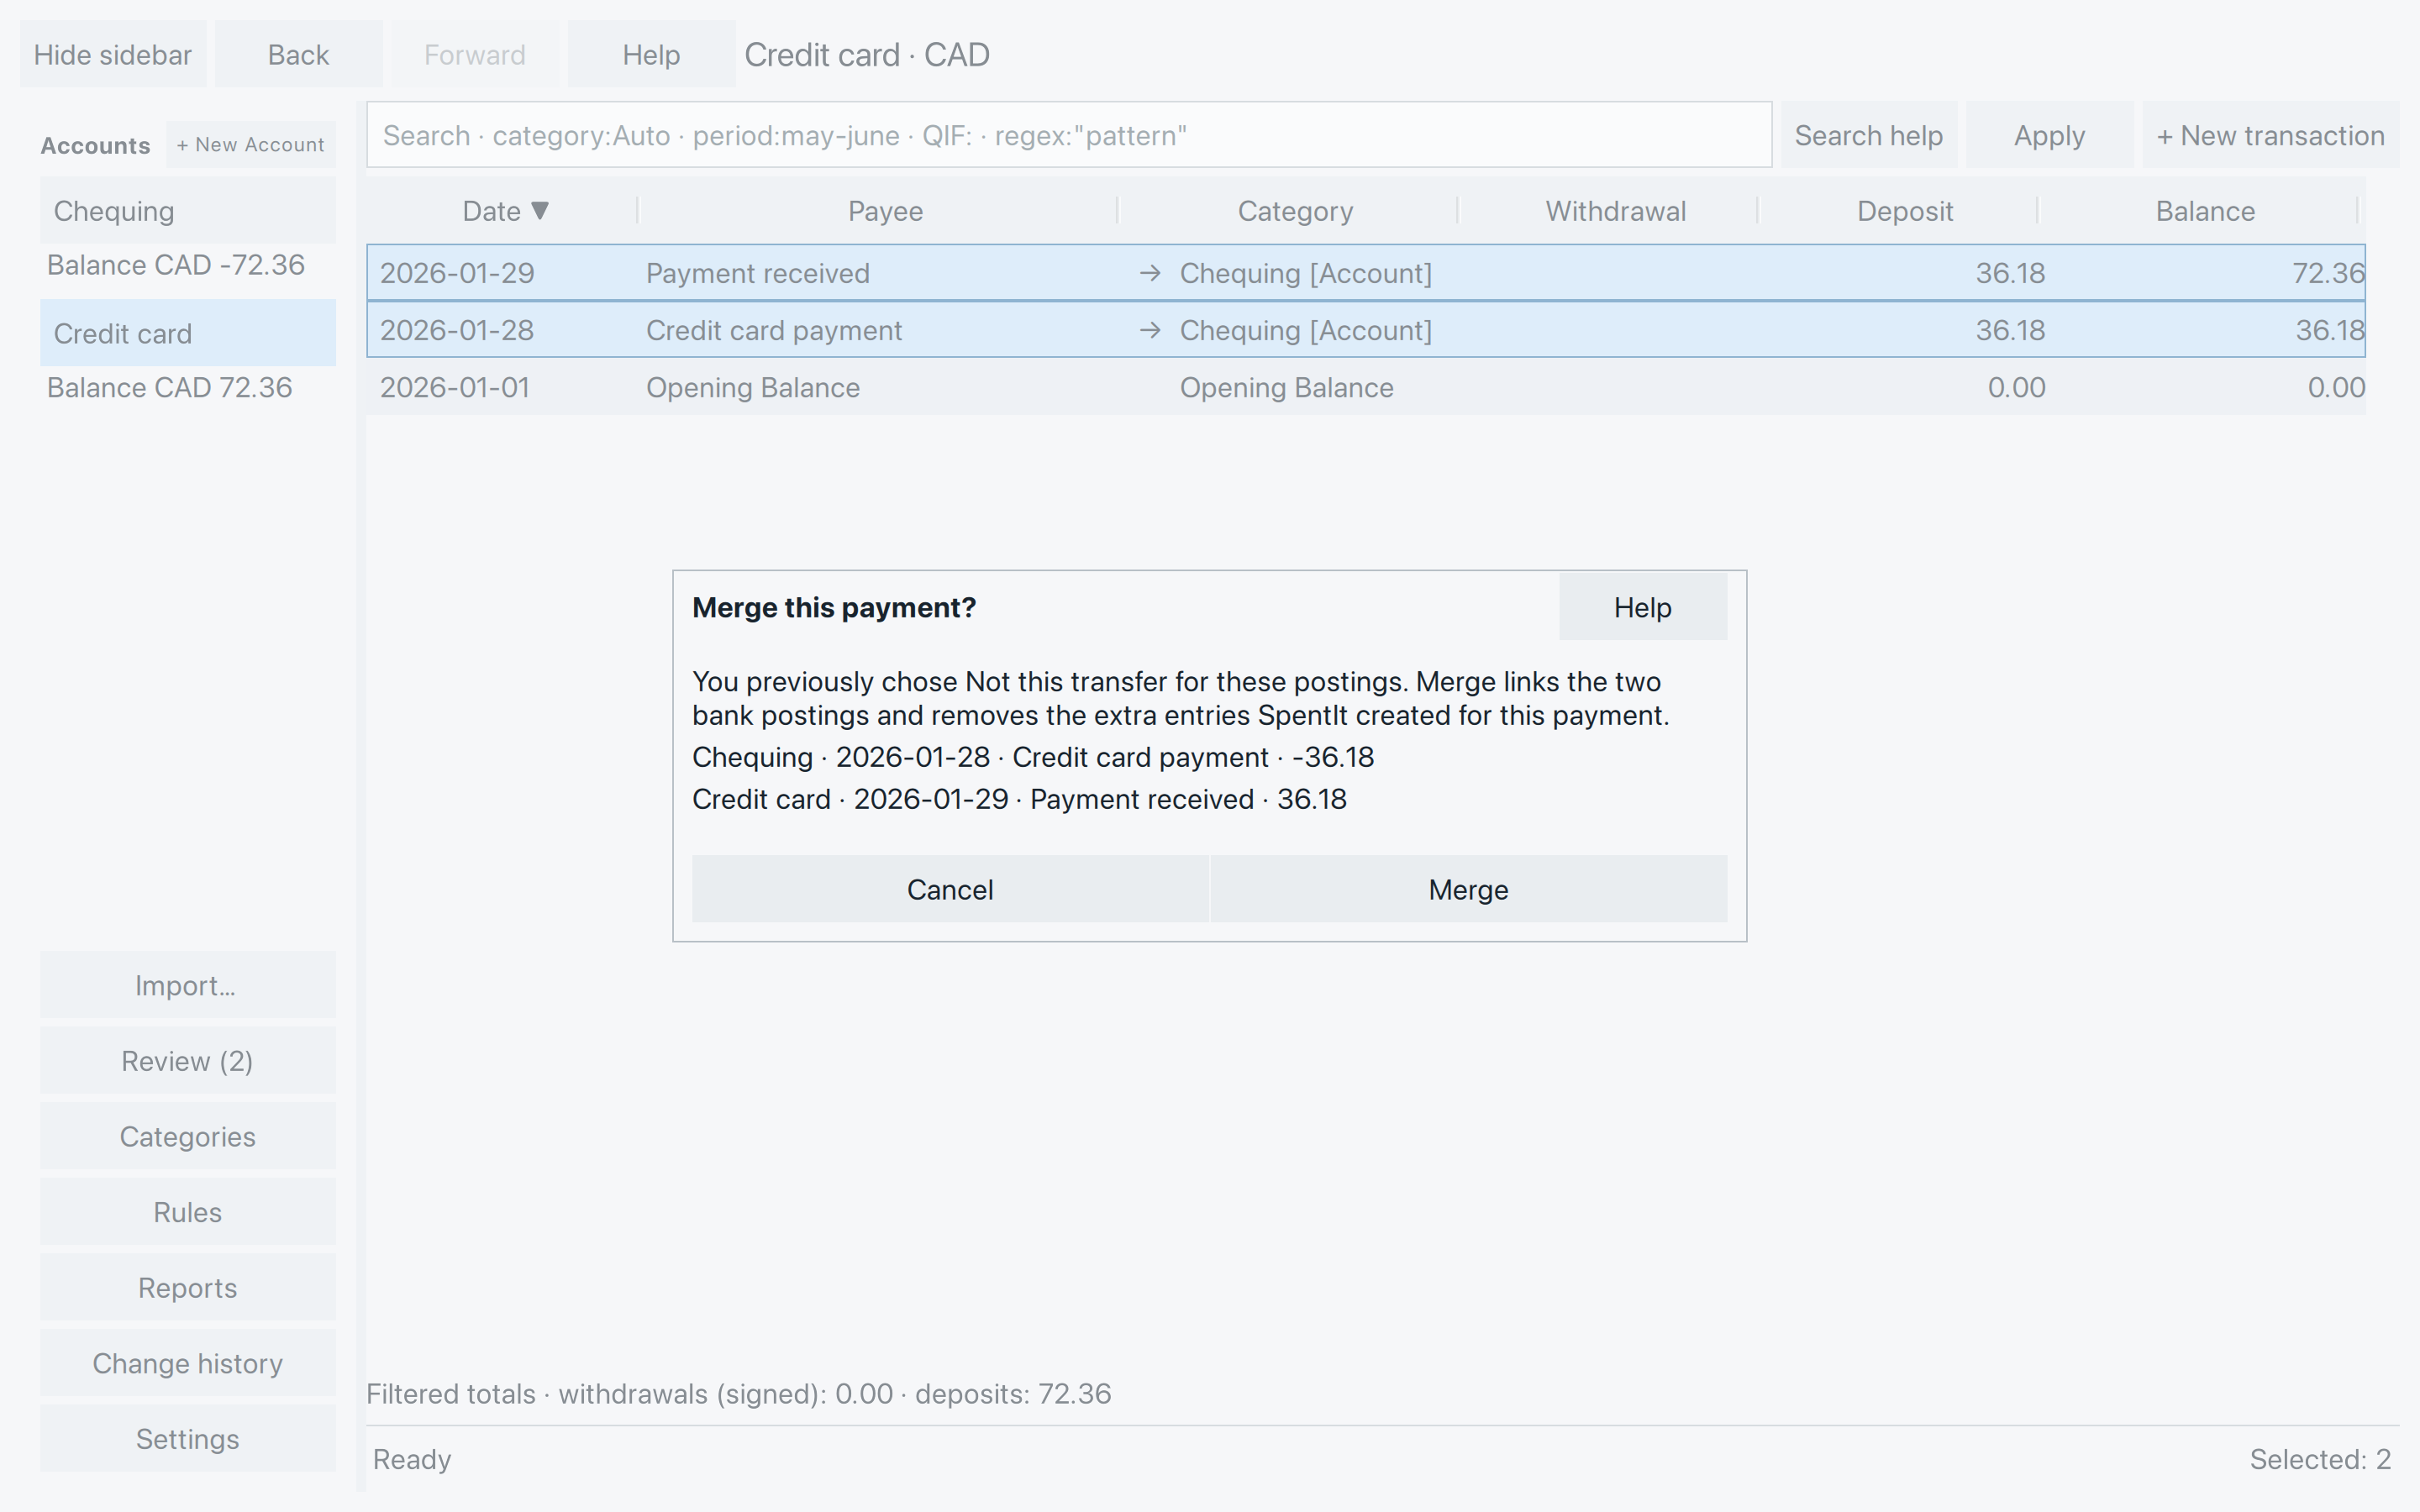 Hide sidebar
Back
Forward
Help
Credit card · CAD
Accounts
+ New Account
Search · category:Auto · period:may-june · QIF: · regex:"pattern"
Search help
Apply
+ New transaction
Chequing
Balance CAD -72.36
Credit card
Balance CAD 72.36
Date ▼ Payee Category Withdrawal Deposit Balance
2026-01-29 Payment received → Chequing [Account] 36.18 72.36
2026-01-28 Credit card payment → Chequing [Account] 36.18 36.18
2026-01-01 Opening Balance Opening Balance 0.00 0.00
Merge this payment?
Help
You previously chose Not this transfer for these postings. Merge links the two
bank postings and removes the extra entries SpentIt created for this payment.
Chequing · 2026-01-28 · Credit card payment · -36.18
Credit card · 2026-01-29 · Payment received · 36.18
Cancel
Merge
Import...
Review (2)
Categories
Rules
Reports
Change history
Settings
Filtered totals · withdrawals (signed): 0.00 · deposits: 72.36
Ready
Selected: 2